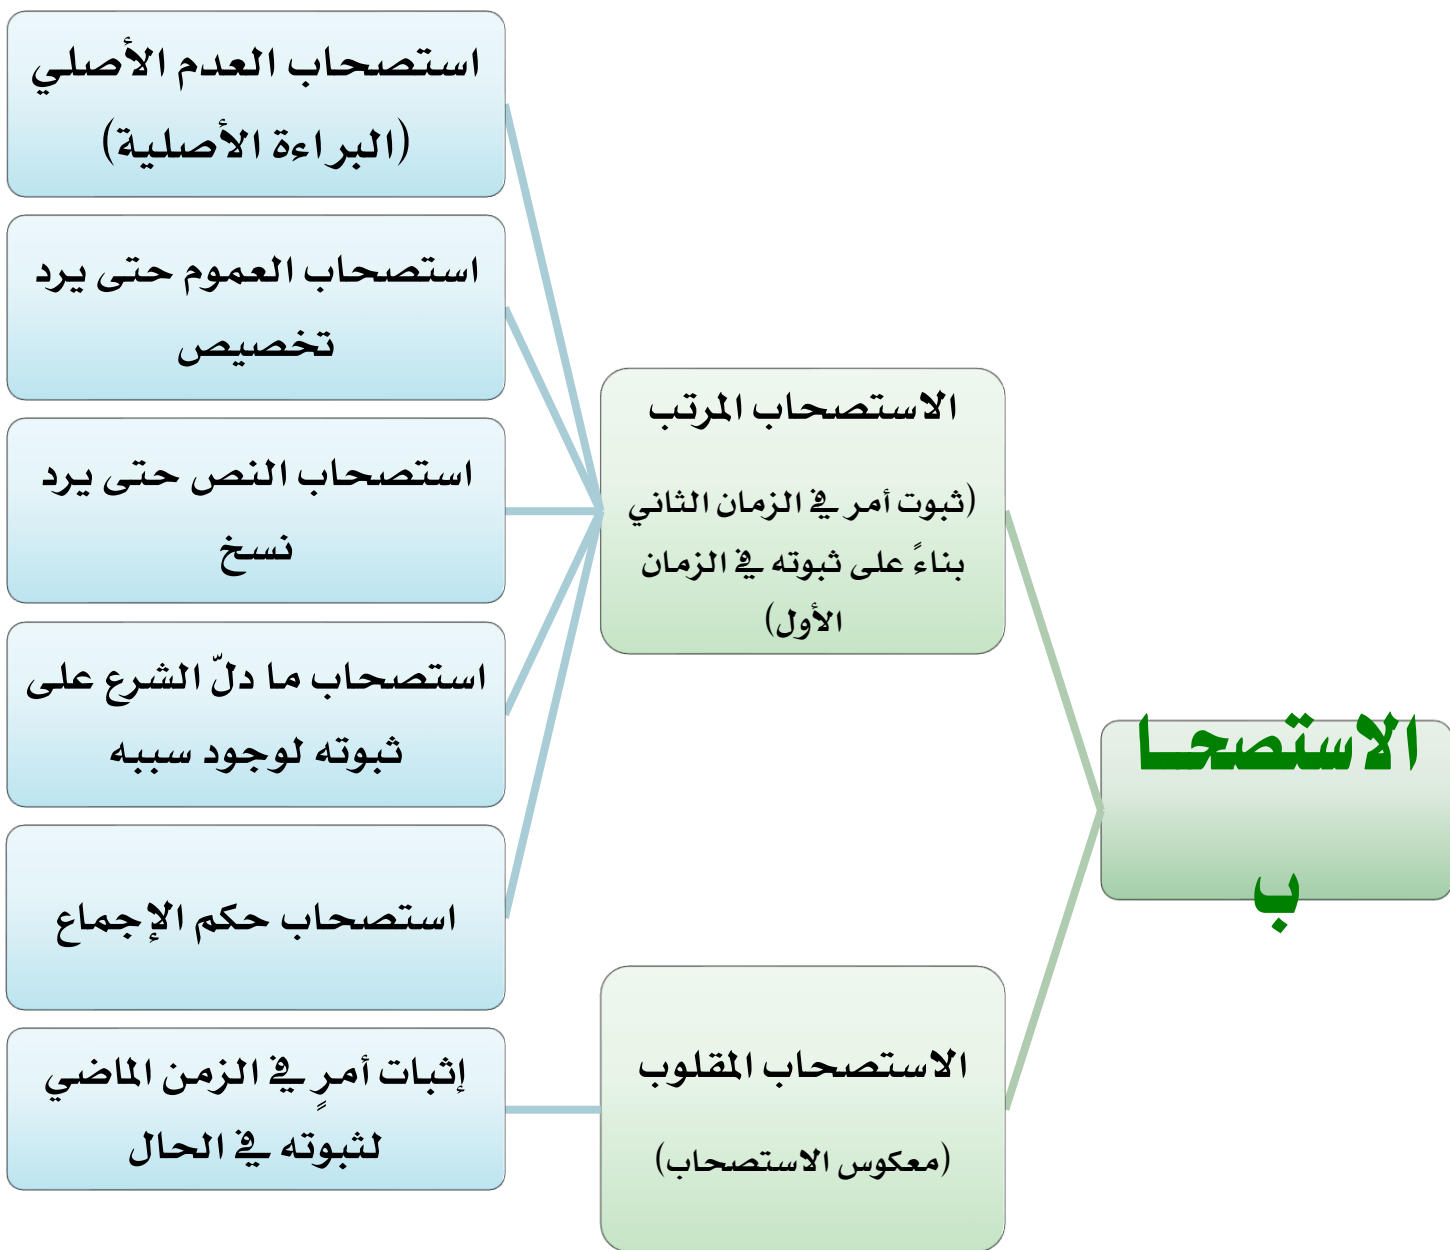 الاستصحا
ب
الاستصحاب المرتب
(ثبوت أمر في الزمان الثاني
بناءً على ثبوته في الزمان
الأول)
استصحاب العدم الأصلي
(البراءة الأصلية)
استصحاب العموم حتى يرد
تخصيص
استصحاب النص حتى يرد
نسخ
استصحاب ما دلّ الشرع على
ثبوته لوجود سببه
استصحاب حكم الإجماع
الاستصحاب المقلوب
(معكوس الاستصحاب)
إثبات أمرٍ في الزمن الماضي
لثبوته في الحال